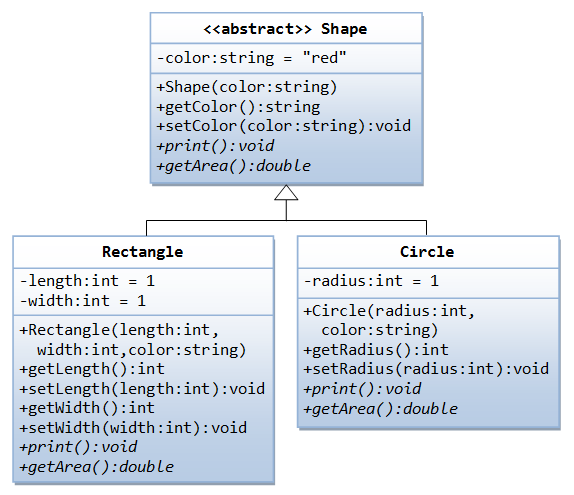 <<abstract>> Shape
-color:string = "red"
+Shape(color:string)
+getColor():string
+setColor(color:string):void
+print():void
+getArea():double
Rectangle
-length:int = 1
-width:int = 1
+Rectangle(length:int,
width:int,color:string)
+getLength():int
+setLength(length:int):void
+getWidth():int
+setWidth(width:int):void
+print():void
+getArea():double
Circle
-radius:int = 1
+Circle(radius:int,
color:string)
+getRadius():int
+setRadius(radius:int):void
+print():void
+getArea():double